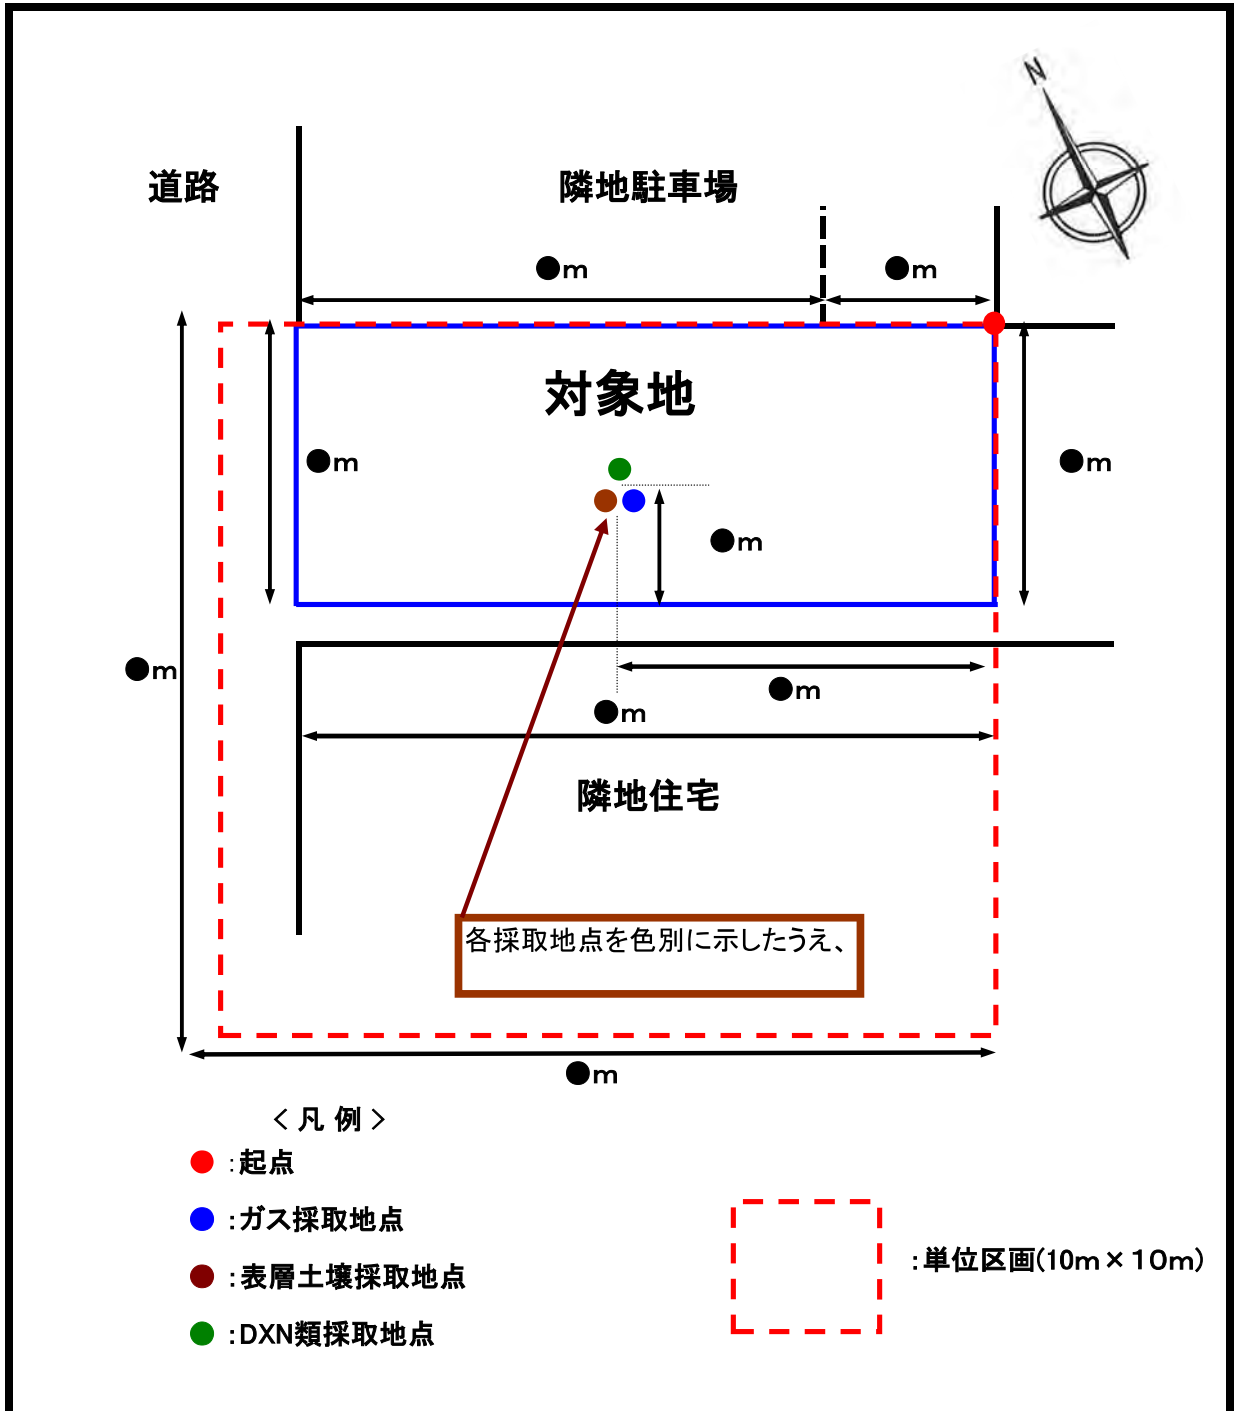 N
道路
隣地駐車場
●m
●m
対象地
●m
●m
●m
●m
●m
●m
隣地住宅
各採取地点を色別に示したうえ、
●m
＜凡 例＞
：起点
：ガス採取地点
：表層土壌採取地点
：DXN類採取地点
：単位区画(10m×10m)